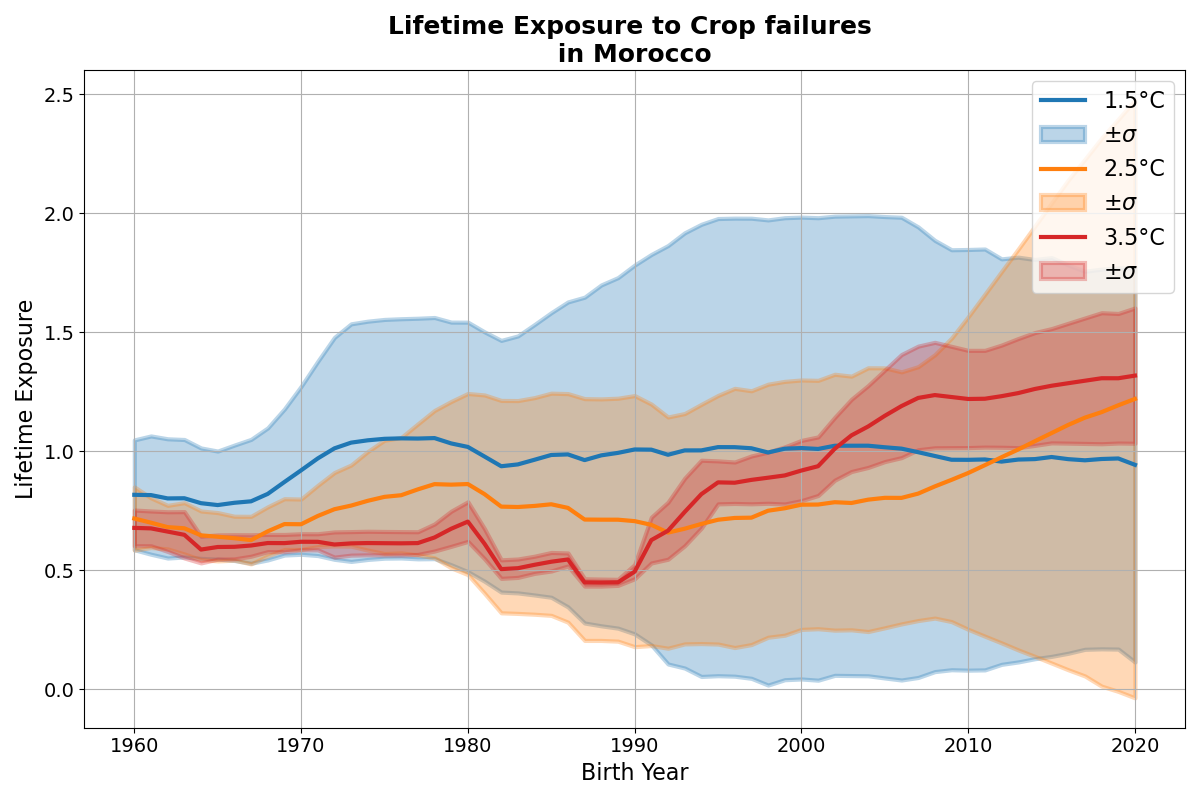 Lifetime Exposure to Crop failures
in Morocco
2.5
2.0
1.5
1.0
0.5
0.0
Lifetime Exposure
1.5°C
±σ
2.5°C
±σ
3.5°C
±σ
1960
1970
1980
1990
2000
2010
2020
Birth Year